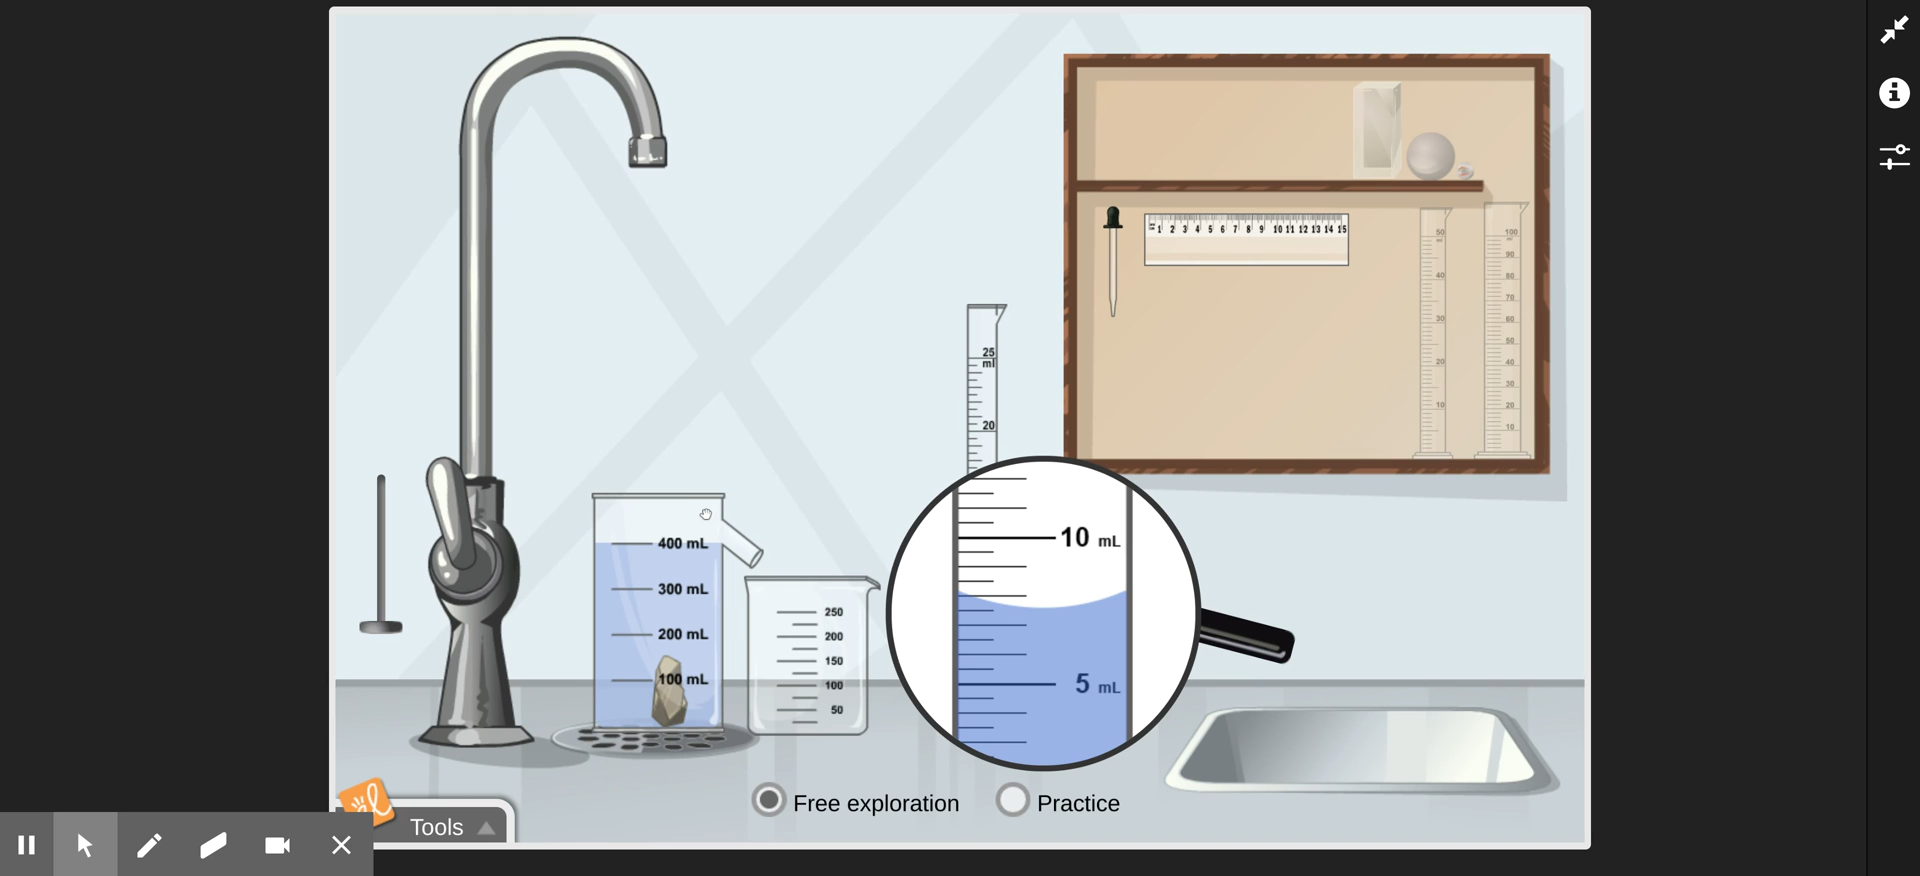 1 2 3 4 5 6 7 8 9 10 11 12 13 14 15
50
40
30
20
10
100
90
80
70
60
50
40
30
20
10
25
ml
20
400 mL
300 mL
200 mL
100 mL
250
200
150
100
50
10 mL
5 mL
Free exploration
Practice
Tools